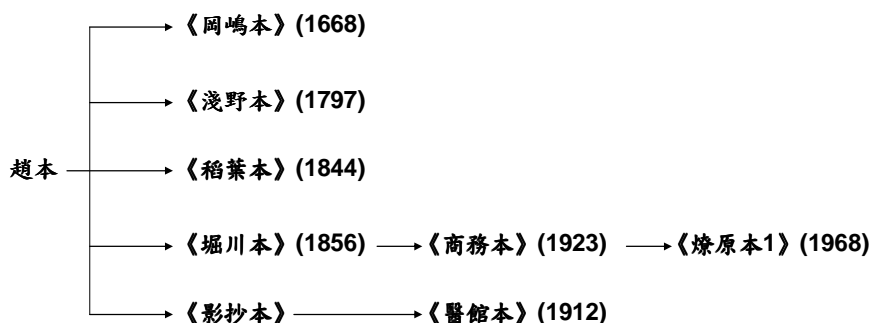 《岡嶋本》(1668)
《淺野本》(1797)
趙本 《稻葉本》(1844)
《堀川本》(1856) 《商務本》(1923) 《燎原本1》(1968)
《影抄本》 《醫館本》(1912)